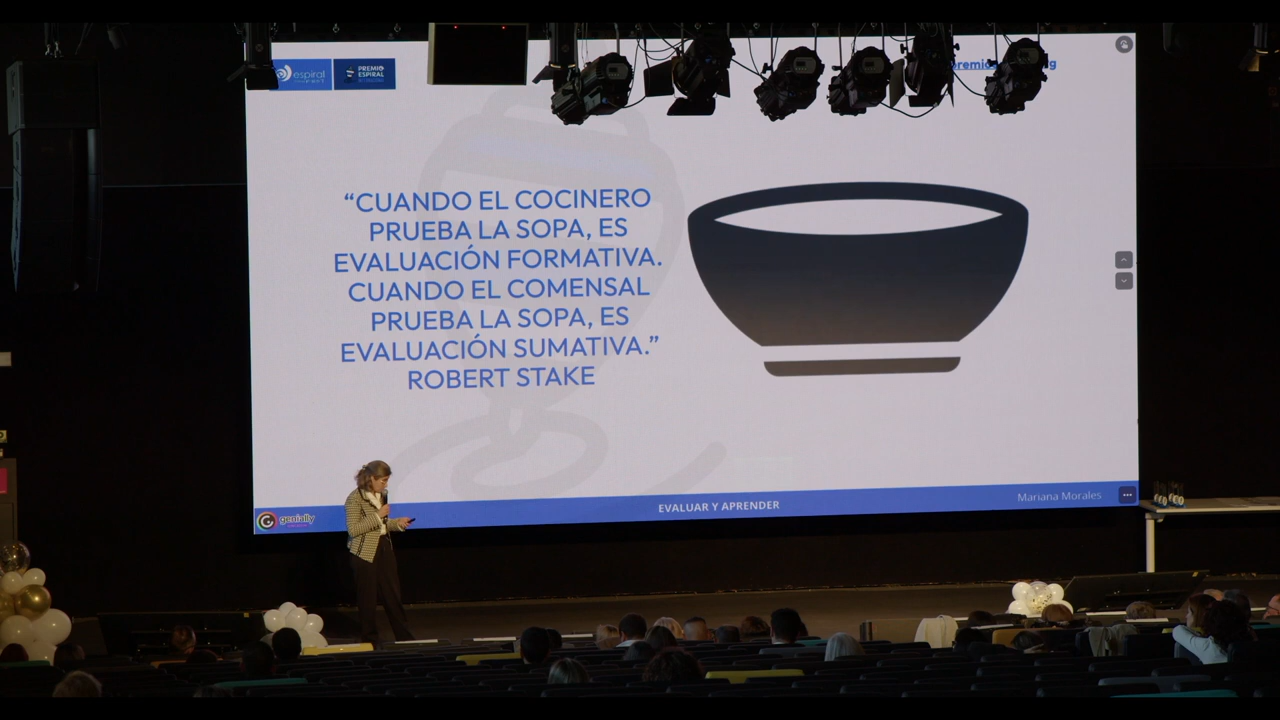 espiral
PREMIO
ESPIRAL
“CUANDO EL COCINERO
PRUEBA LA SOPA, ES
EVALUACIÓN FORMATIVA.
CUANDO EL COMENSAL
PRUEBA LA SOPA, ES
EVALUACIÓN SUMATIVA.”
ROBERT STAKE
genially
EVALUAR Y APRENDER
Mariana Morales